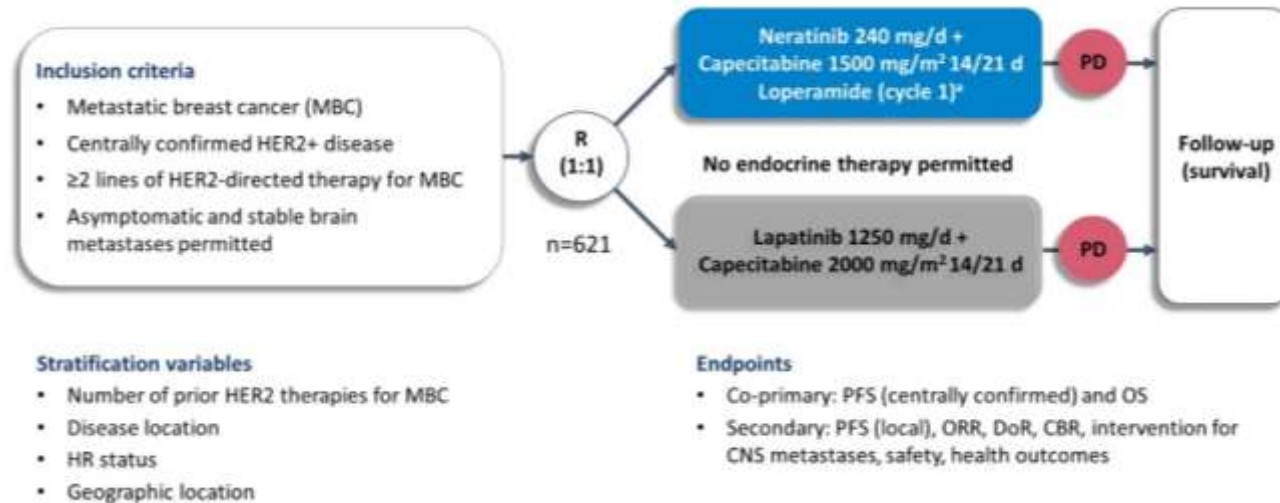 Inclusion criteria
• Metastatic breast cancer (MBC)
• Centrally confirmed HER2+ disease
• ≥2 lines of HER2-directed therapy for MBC
• Asymptomatic and stable brain
metastases permitted
R
(1:1)
n=621
Neratinib 240 mg/d +
Capecitabine 1500 mg/m² 14/21 d
Loperamide (cycle 1)ᵃ
PD
No endocrine therapy permitted
Lapatinib 1250 mg/d +
Capecitabine 2000 mg/m² 14/21 d
PD
Follow-up
(survival)
Stratification variables
• Number of prior HER2 therapies for MBC
• Disease location
• HR status
• Geographic location
Endpoints
• Co-primary: PFS (centrally confirmed) and OS
• Secondary: PFS (local), ORR, DoR, CBR, intervention for
CNS metastases, safety, health outcomes